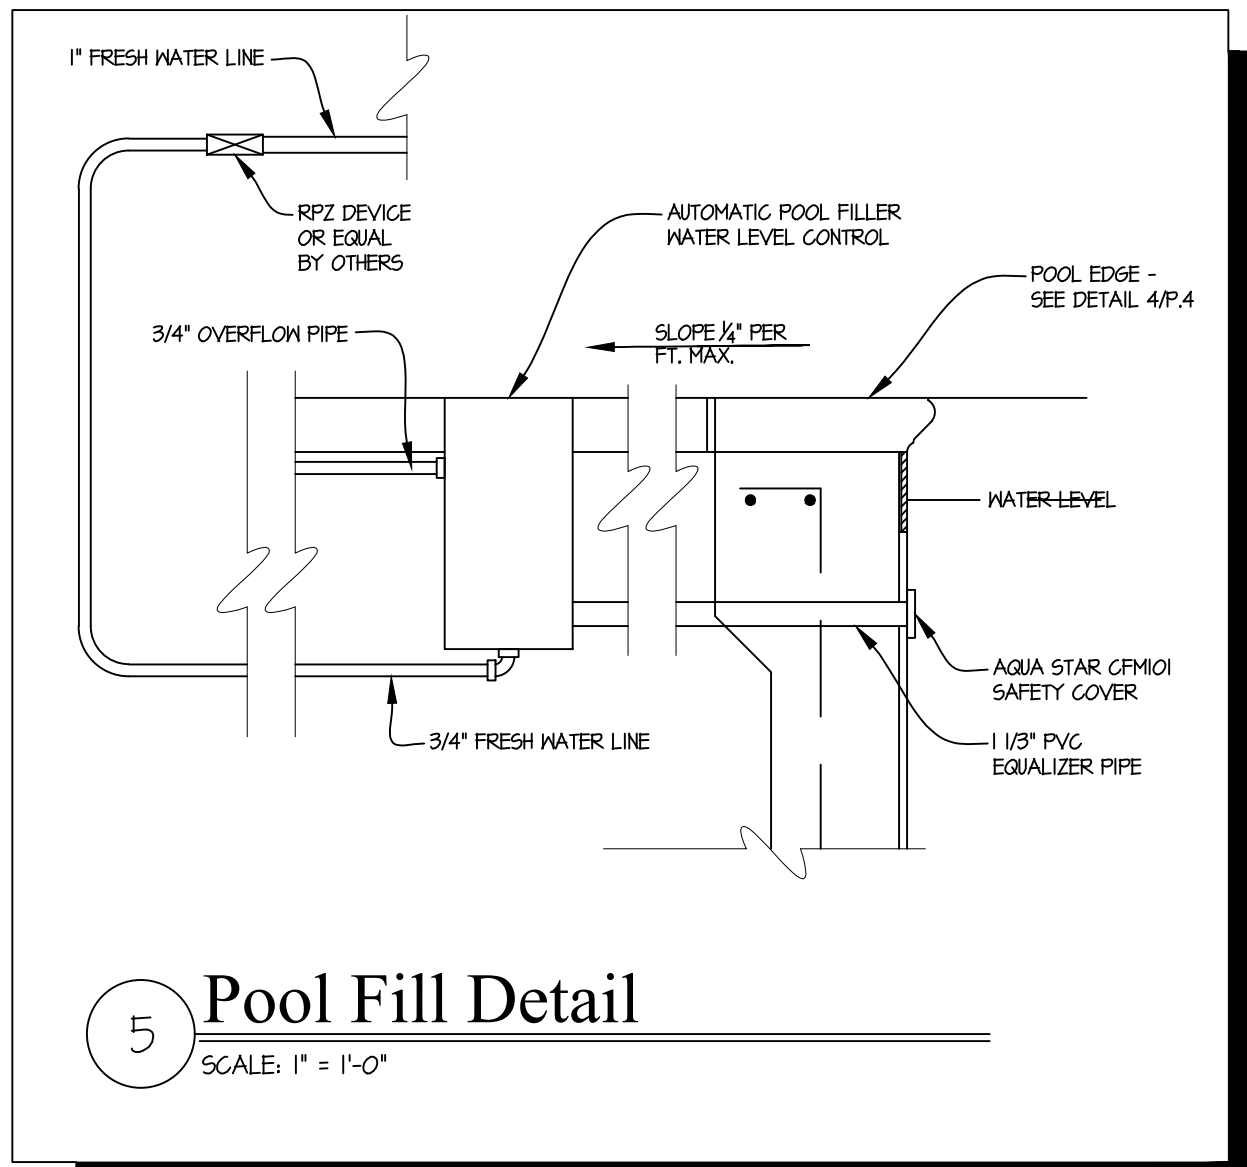 1" FRESH WATER LINE
RPZ DEVICE
OR EQUAL
BY OTHERS
AUTOMATIC POOL FILLER
WATER LEVEL CONTROL
POOL EDGE -
SEE DETAIL 4/P.4
3/4" OVERFLOW PIPE
SLOPE 1/4" PER
FT. MAX.
WATER LEVEL
AQUA STAR CFM101
SAFETY COVER
3/4" FRESH WATER LINE
1 1/3" PVC
EQUALIZER PIPE
5
Pool Fill Detail
SCALE: 1" = 1'-0"